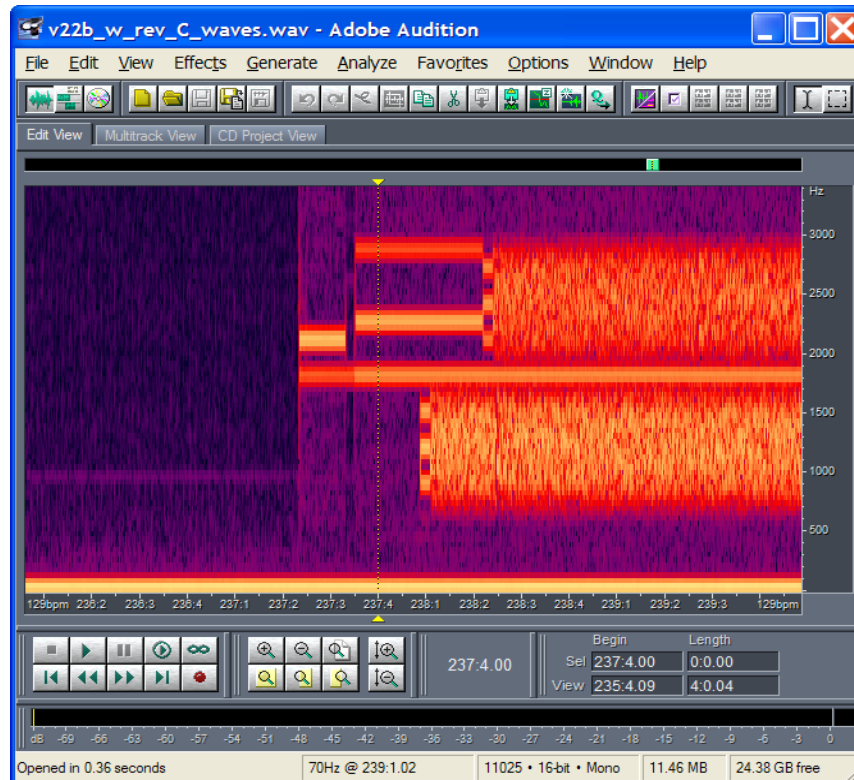 v22b_w_rev_C_waves.wav - Adobe Audition
File Edit View Effects Generate Analyze Favorites Options Window Help
Edit View Multitrack View CD Project View
Hz
3000
2500
2000
1500
1000
500
129bpm 236:2 236:3 236:4 237:1 237:2 237:3 237:4 238:1 238:2 238:3 238:4 239:1 239:2 239:3 129bpm
Begin Length
237:4.00
Sel 237:4.00 0:0.00
View 235:4.09 4:0.04
dB -69 -66 -63 -60 -57 -54 -51 -48 -45 -42 -39 -36 -33 -30 -27 -24 -21 -18 -15 -12 -9 -6 -3 0
Opened in 0.36 seconds 70Hz @ 239:1.02 11025 • 16-bit • Mono 11.46 MB 24.38 GB free